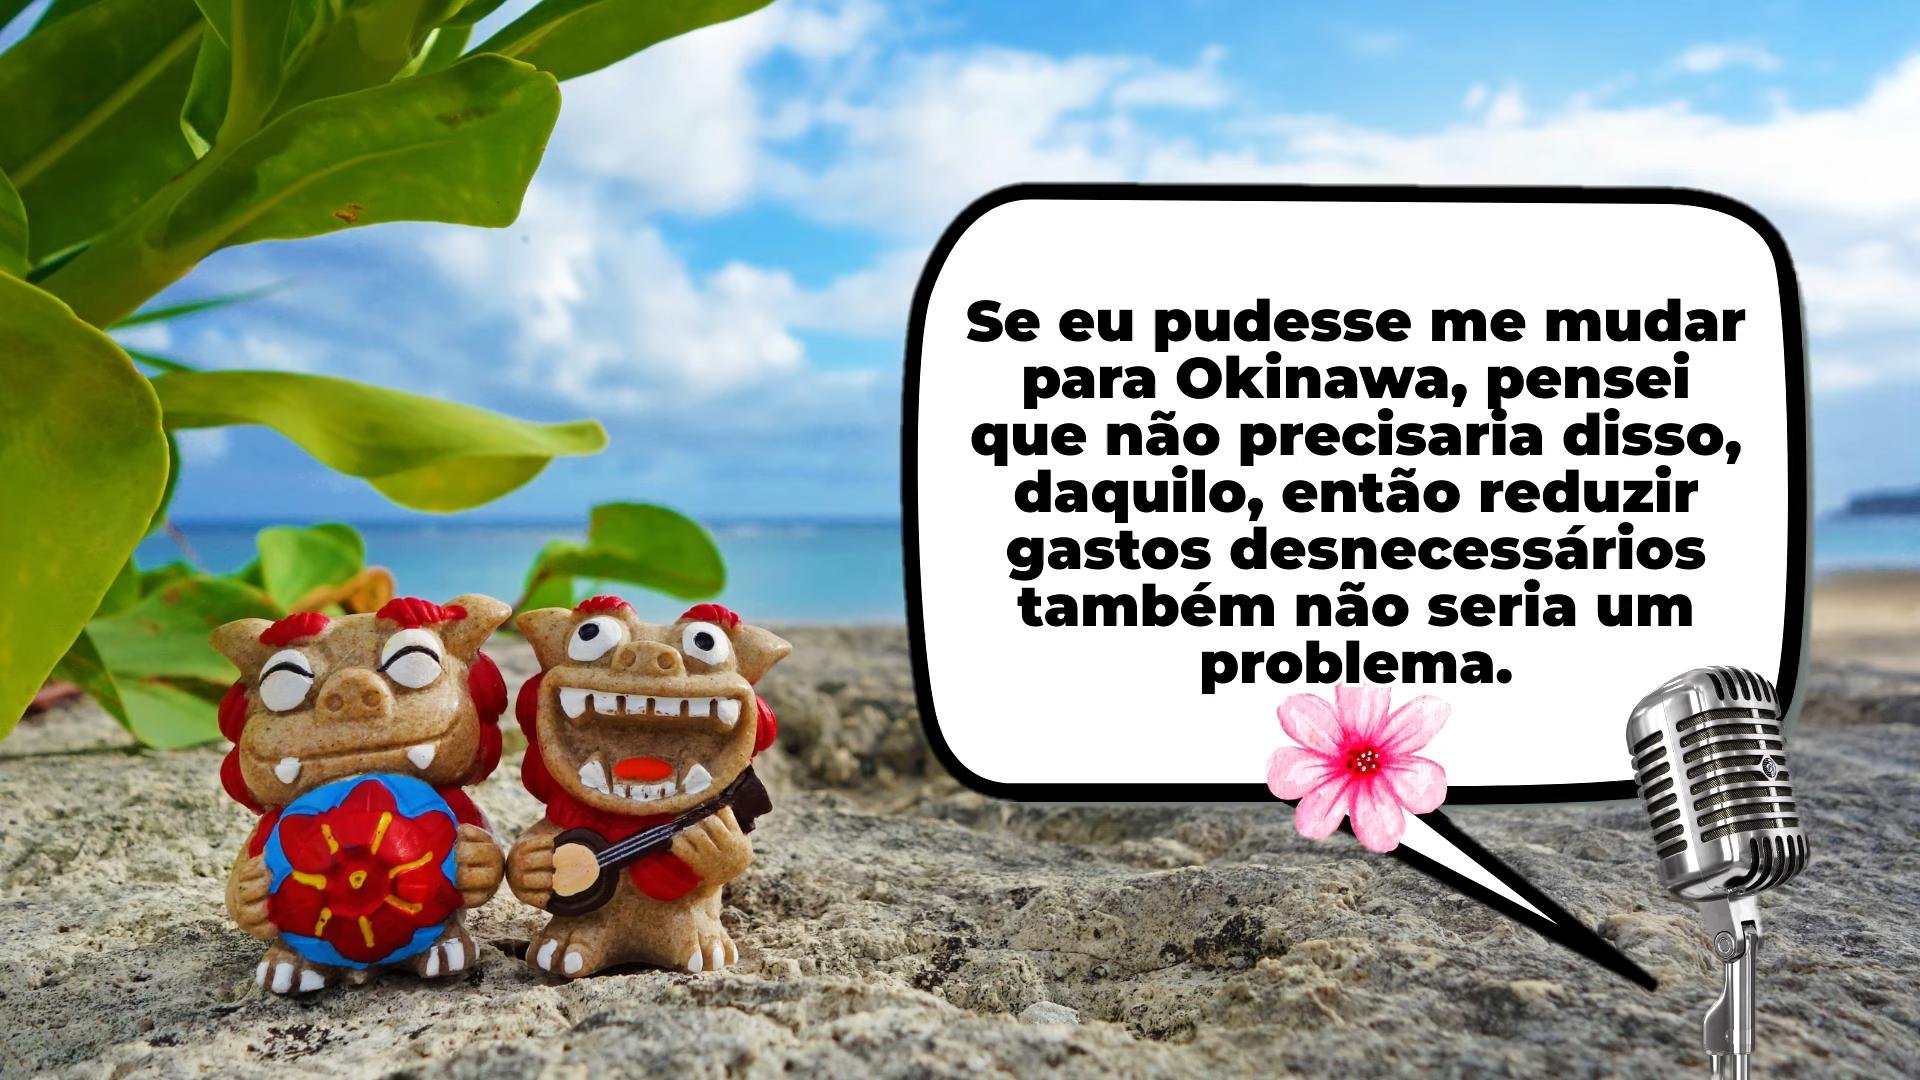 Se eu pudesse me mudar
para Okinawa, pensei
que não precisaria disso,
daquilo, então reduzir
gastos desnecessários
também não seria um
problema.